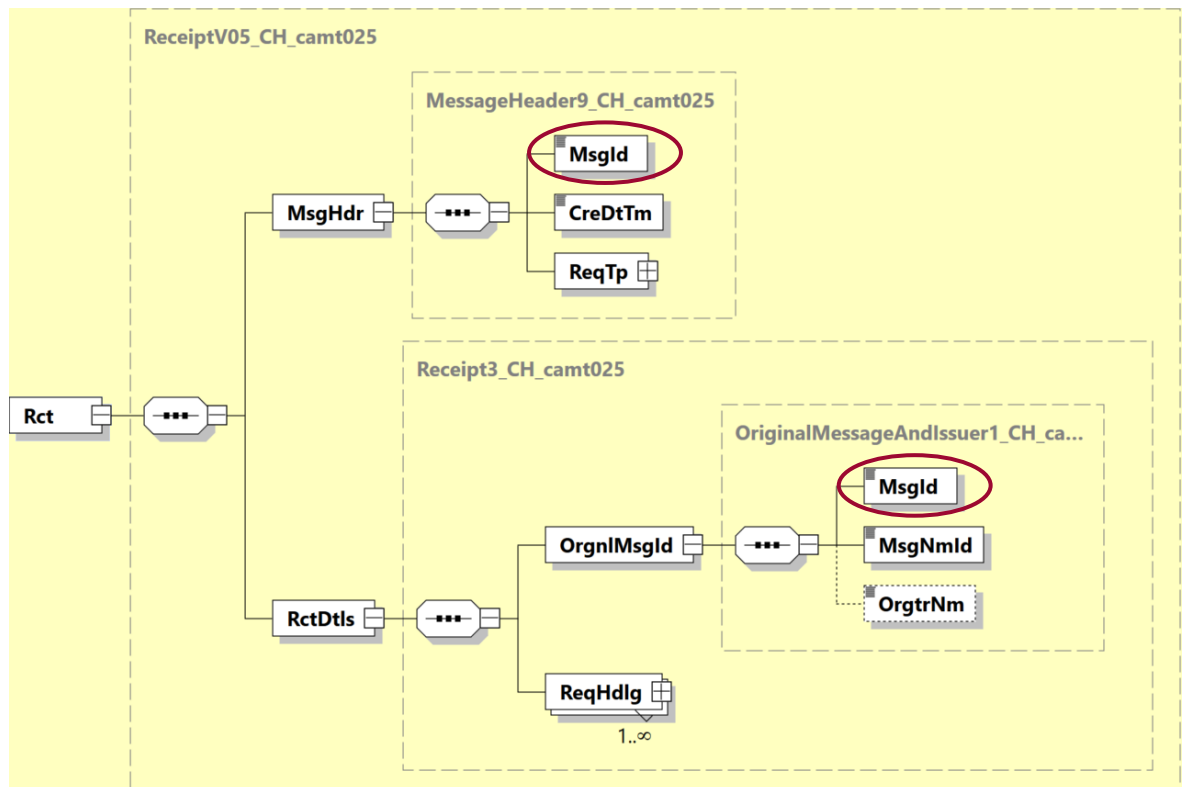 ReceiptV05_CH_camt025
MessageHeader9_CH_camt025
MsgId
MsgHdr
CreDtTm
ReqTp
Receipt3_CH_camt025
Rct
OriginalMessageAndIssuer1_CH_ca...
MsgId
OrgnlMsgId
MsgNmId
OrgtrNm
RctDtls
ReqHdlg
1..∞